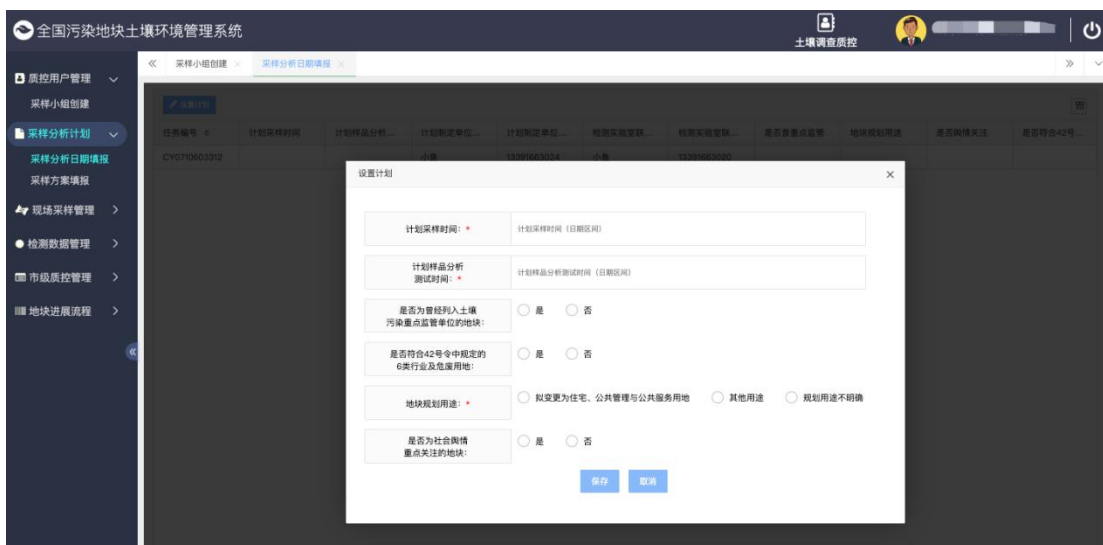 全国污染地块土壤环境管理系统
土壤调查质控
质控用户管理
采样小组创建
采样分析计划
采样分析日期填报
采样方案填报
现场采样管理
检测数据管理
市级质控管理
地块进展流程
采样小组创建 ×
采样分析日期填报 ×
设置计划
任务编号 计划采样时间 计划样品分析... 计划制定单位... 计划制定单位... 检测实验室联... 检测实验室联... 是否曾重点监管 地块规划用途 是否舆情关注 是否符合42号...
CY0710603312 小鱼 13391663024 小鱼 13391663020
设置计划 ×
计划采样时间: * 计划采样时间（日期区间）
计划样品分析
测试时间: * 计划样品分析测试时间（日期区间）
是否为曾经列入土壤
污染重点监管单位的地块: 是 否
是否符合42号令中规定的
6类行业及危废用地: 是 否
地块规划用途: * 拟变更为住宅、公共管理与公共服务用地 其他用途 规划用途不明确
是否为社会舆情
重点关注的地块: 是 否
保存 取消